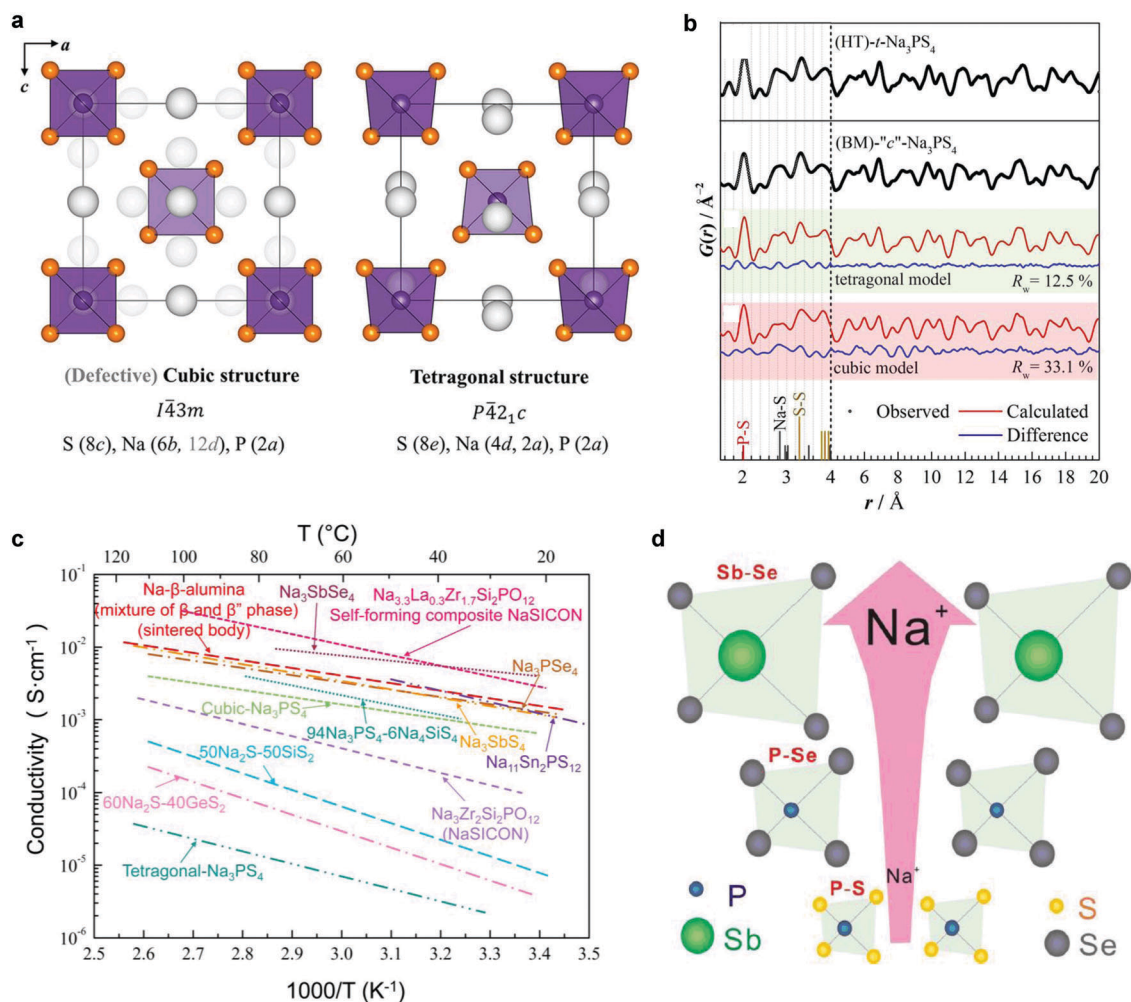 a
a
c
(Defective) Cubic structure
I4̅3m
S (8c), Na (6b, 12d), P (2a)
Tetragonal structure
P4̅2₁c
S (8e), Na (4d, 2a), P (2a)
b
(HT)-t-Na₃PS₄
(BM)-"c"-Na₃PS₄
tetragonal model R_w = 12.5 %
cubic model R_w = 33.1 %
G(r) / Å⁻²
P-S
Na-S
S-S
Observed
Calculated
Difference
2 3 4 6 8 10 12 14 16 18 20
r / Å
c
T (°C)
120 100 80 60 40 20
Conductivity ( S·cm⁻¹)
10⁻¹
10⁻²
10⁻³
10⁻⁴
10⁻⁵
10⁻⁶
Na-β-alumina
(mixture of β and β" phase)
(sintered body)
Na₃SbSe₄
Na₃.₃La₀.₃Zr₁.₇Si₂PO₁₂
Self-forming composite NaSICON
Na₃PSe₄
Cubic-Na₃PS₄
94Na₃PS₄-6Na₄SiS₄
Na₃SbS₄
Na₁₁Sn₂PS₁₂
50Na₂S-50SiS₂
60Na₂S-40GeS₂
Na₃Zr₂Si₂PO₁₂
(NaSICON)
Tetragonal-Na₃PS₄
2.5 2.6 2.7 2.8 2.9 3.0 3.1 3.2 3.3 3.4 3.5
1000/T (K⁻¹)
d
Sb-Se
Na⁺
P-Se
Na⁺
P-S
P
Sb
S
Se